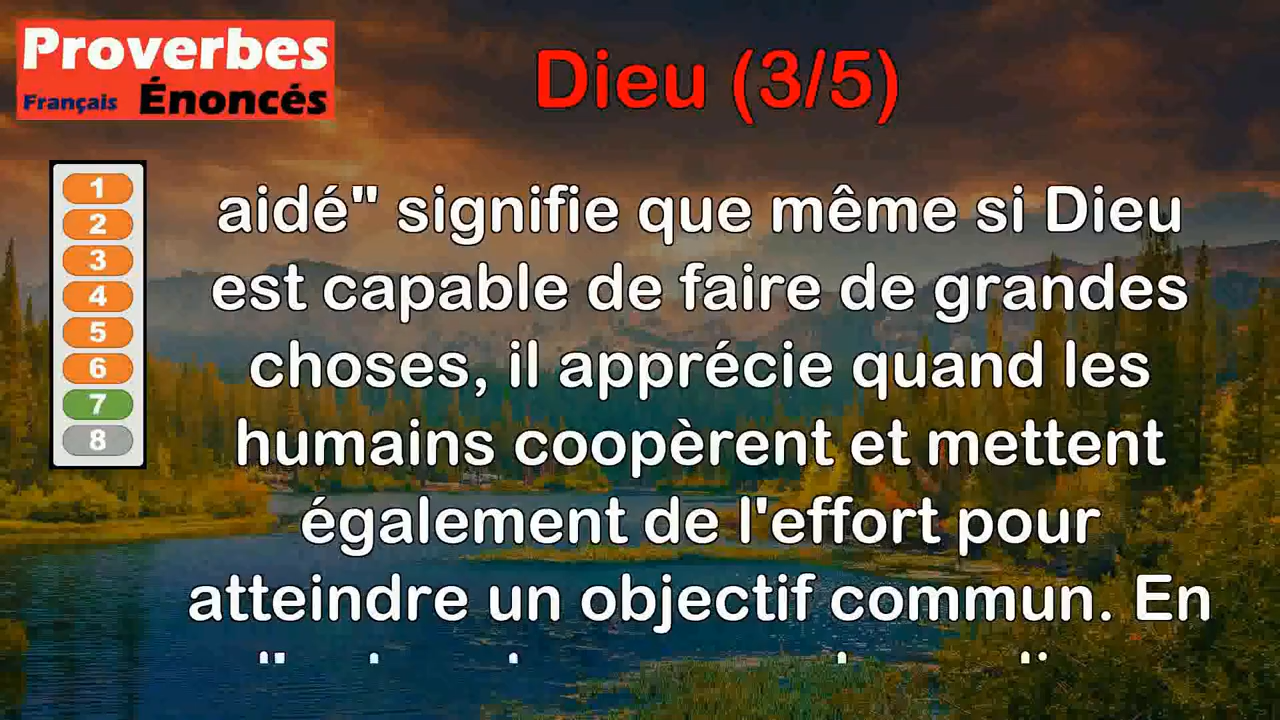 Proverbes
Français Énoncés
Dieu (3/5)
1
2
3
4
5
6
7
8
aidé" signifie que même si Dieu
est capable de faire de grandes
choses, il apprécie quand les
humains coopèrent et mettent
également de l'effort pour
atteindre un objectif commun. En